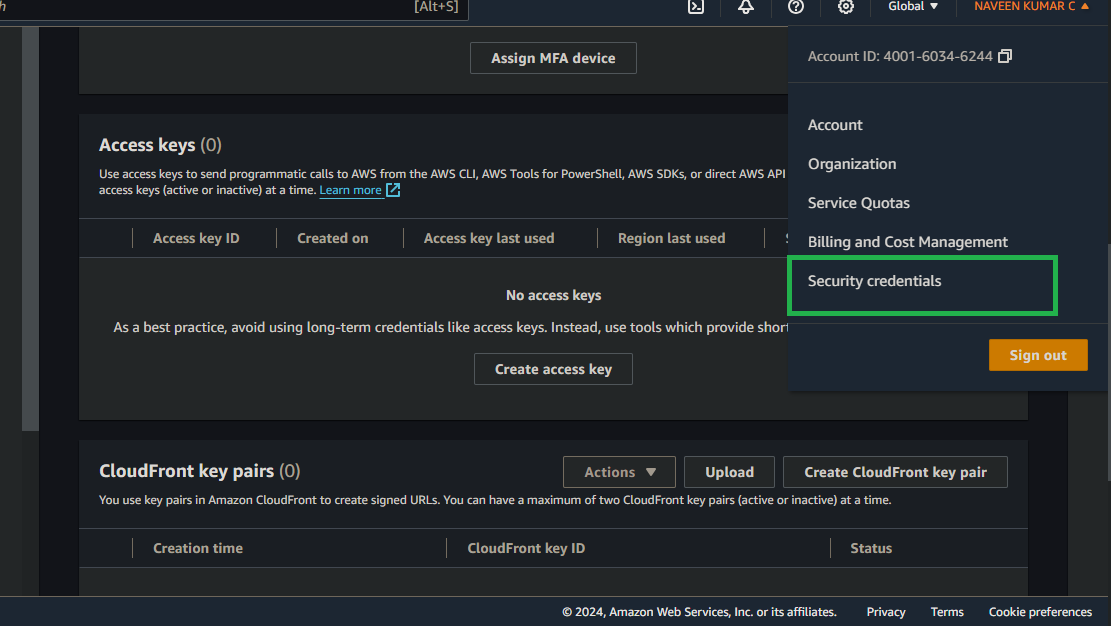 h [Alt+S] Global NAVEEN KUMAR C
Account ID: 4001-6034-6244
Account
Organization
Service Quotas
Billing and Cost Management
Security credentials
Sign out
Assign MFA device
Access keys (0)
Use access keys to send programmatic calls to AWS from the AWS CLI, AWS Tools for PowerShell, AWS SDKs, or direct AWS API
access keys (active or inactive) at a time. Learn more
Access key ID Created on Access key last used Region last used
No access keys
As a best practice, avoid using long-term credentials like access keys. Instead, use tools which provide short
Create access key
CloudFront key pairs (0) Actions Upload Create CloudFront key pair
You use key pairs in Amazon CloudFront to create signed URLs. You can have a maximum of two CloudFront key pairs (active or inactive) at a time.
Creation time CloudFront key ID Status
© 2024, Amazon Web Services, Inc. or its affiliates. Privacy Terms Cookie preferences